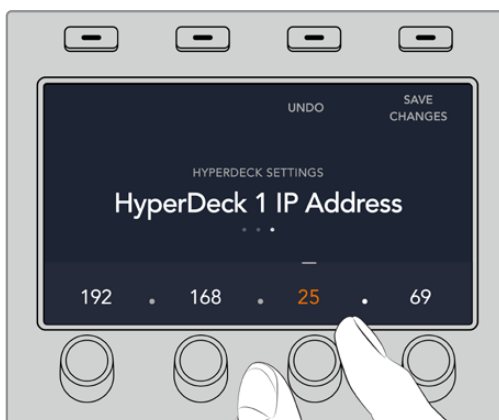 UNDO
SAVE
CHANGES
HYPERDECK SETTINGS
HyperDeck 1 IP Address
192 . 168 . 25 . 69